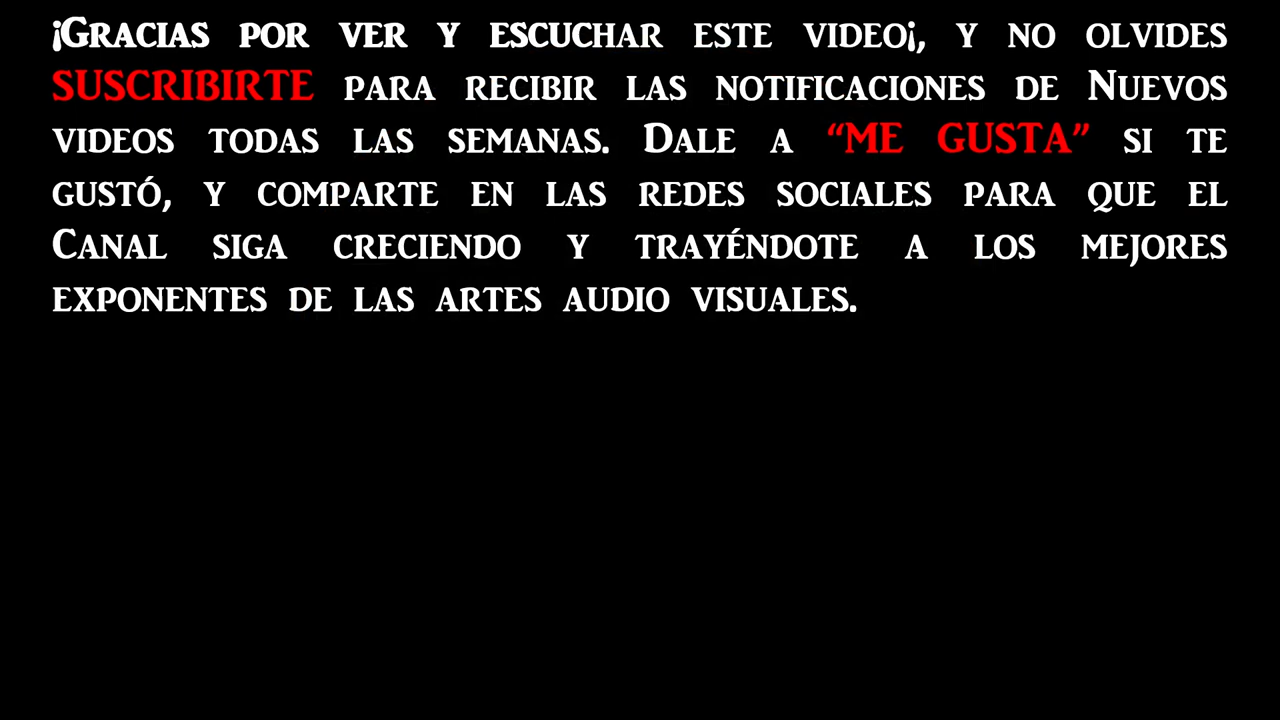 ¡Gracias por ver y escuchar este video¡, y no olvides
SUSCRIBIRTE para recibir las notificaciones de Nuevos
videos todas las semanas. Dale a “ME GUSTA” si te
gustó, y comparte en las redes sociales para que el
Canal siga creciendo y trayéndote a los mejores
exponentes de las artes audio visuales.